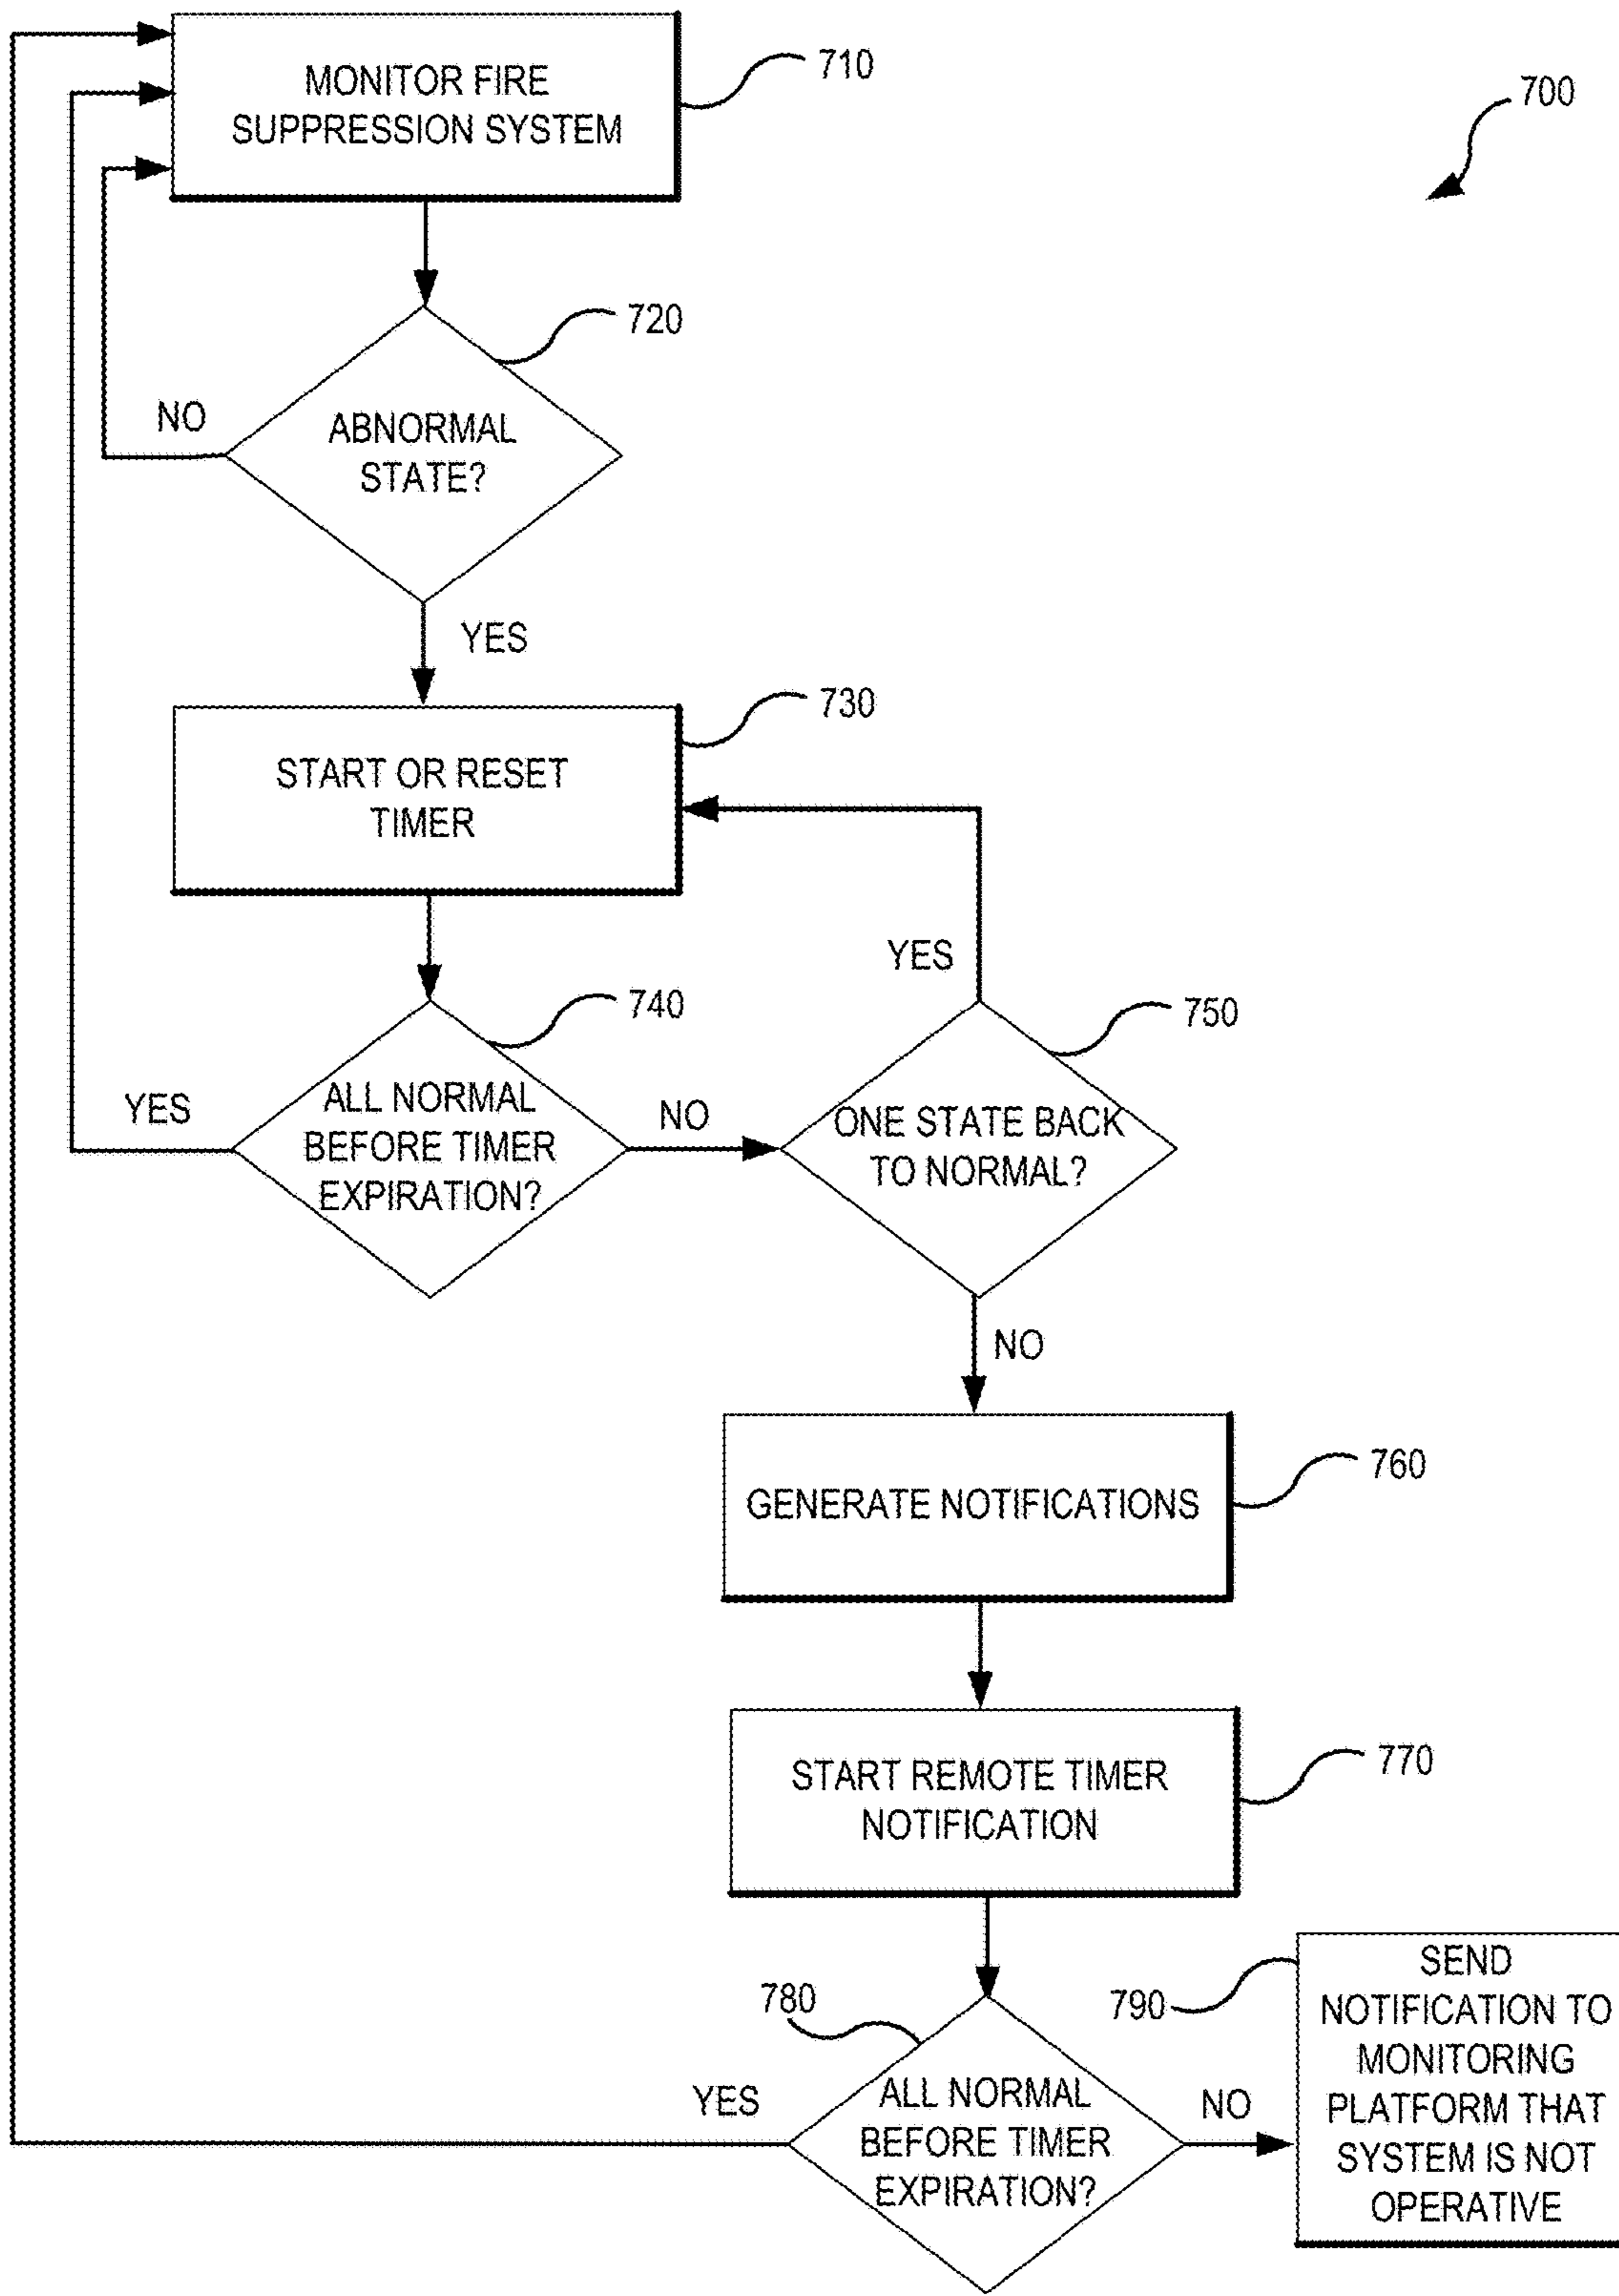 MONITOR FIRE
SUPPRESSION SYSTEM
710
700
720
ABNORMAL
STATE?
NO
YES
730
START OR RESET
TIMER
YES
740
750
ALL NORMAL
BEFORE TIMER
EXPIRATION?
YES
NO
ONE STATE BACK
TO NORMAL?
NO
760
GENERATE NOTIFICATIONS
770
START REMOTE TIMER
NOTIFICATION
780
790
ALL NORMAL
BEFORE TIMER
EXPIRATION?
YES
NO
SEND
NOTIFICATION TO
MONITORING
PLATFORM THAT
SYSTEM IS NOT
OPERATIVE